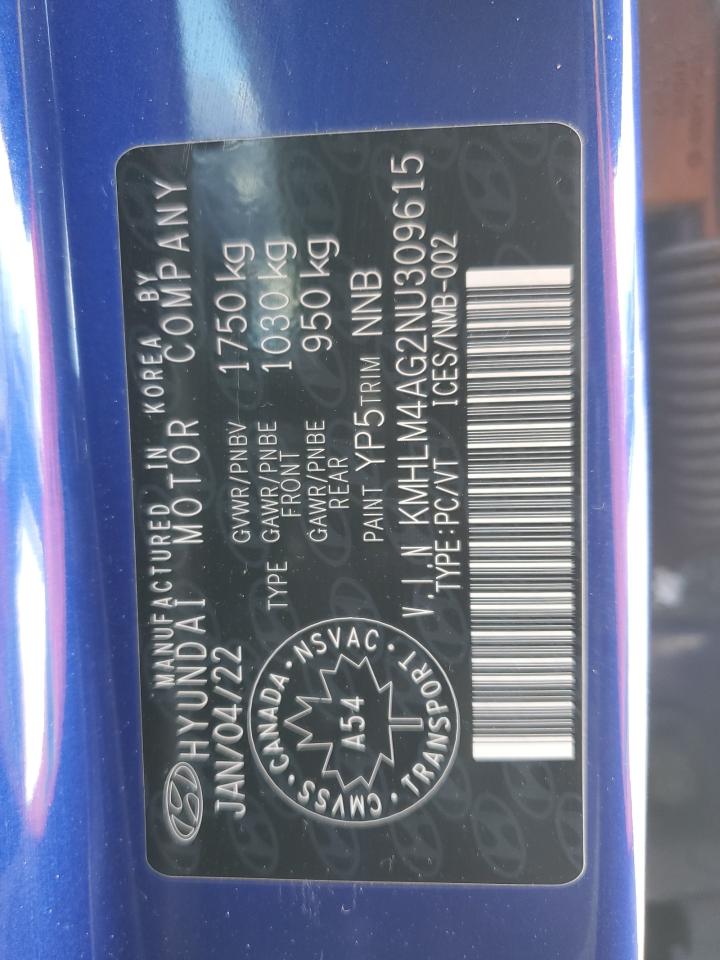 MANUFACTURED IN KOREA BY
HYUNDAI MOTOR COMPANY
JAN/04/22
GVWR/PNBV 1750 kg
TYPE GAWR/PNBE FRONT 1030 kg
GAWR/PNBE REAR 950 kg
PAINT YP5 TRIM NNB
V.I.N KMHLM4AG2NU309615
TYPE:PC/VT ICES/NMB-002
CANADA · NSVAC · TRANSPORT · CMVSS ·
A54